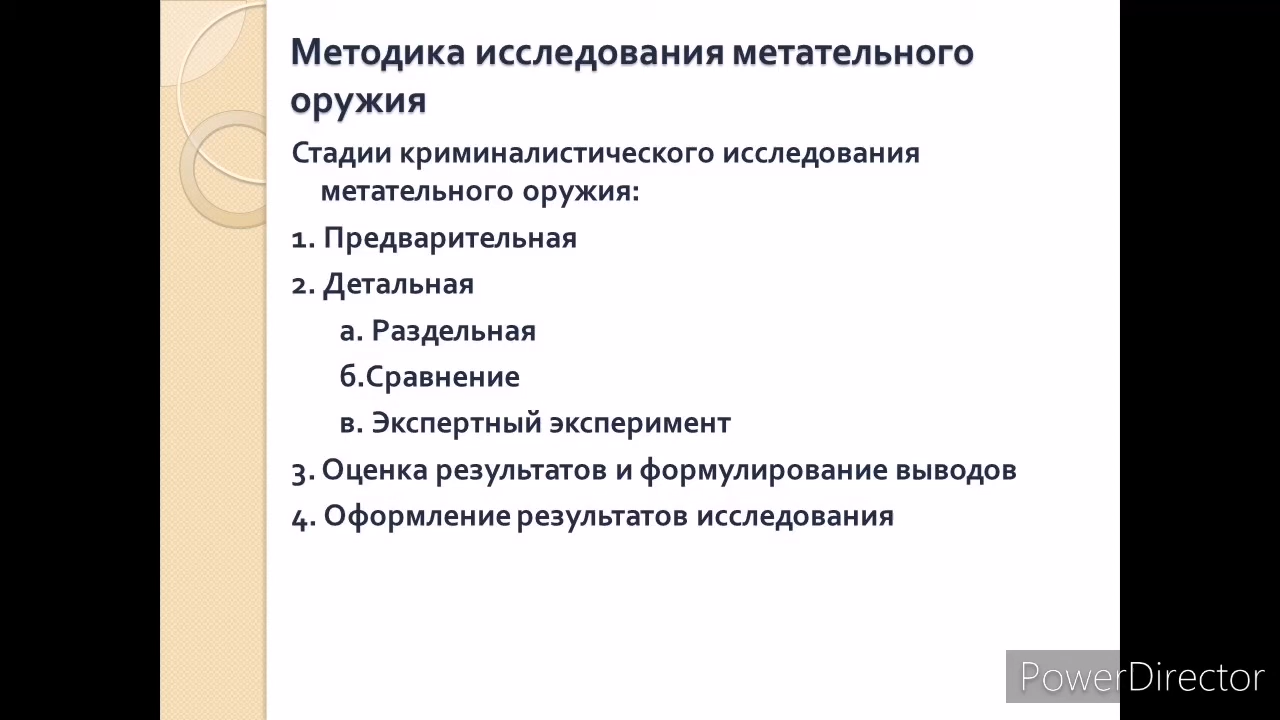 Методика исследования метательного
оружия
Стадии криминалистического исследования
метательного оружия:
1. Предварительная
2. Детальная
а. Раздельная
б.Сравнение
в. Экспертный эксперимент
3. Оценка результатов и формулирование выводов
4. Оформление результатов исследования
PowerDirector